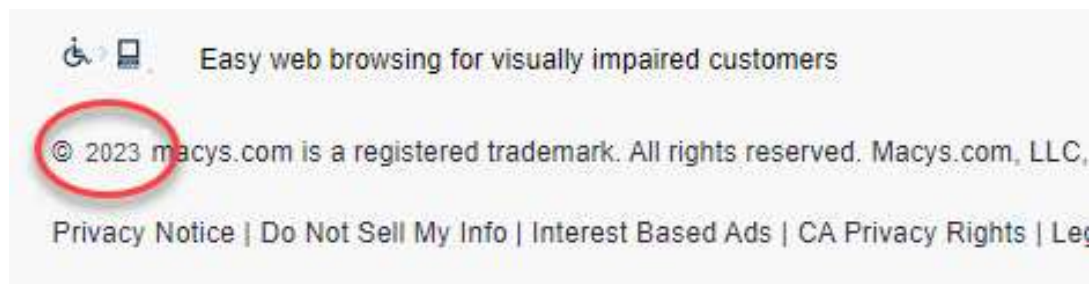 Easy web browsing for visually impaired customers
© 2023 macys.com is a registered trademark. All rights reserved. Macys.com, LLC,
Privacy Notice | Do Not Sell My Info | Interest Based Ads | CA Privacy Rights | Leg